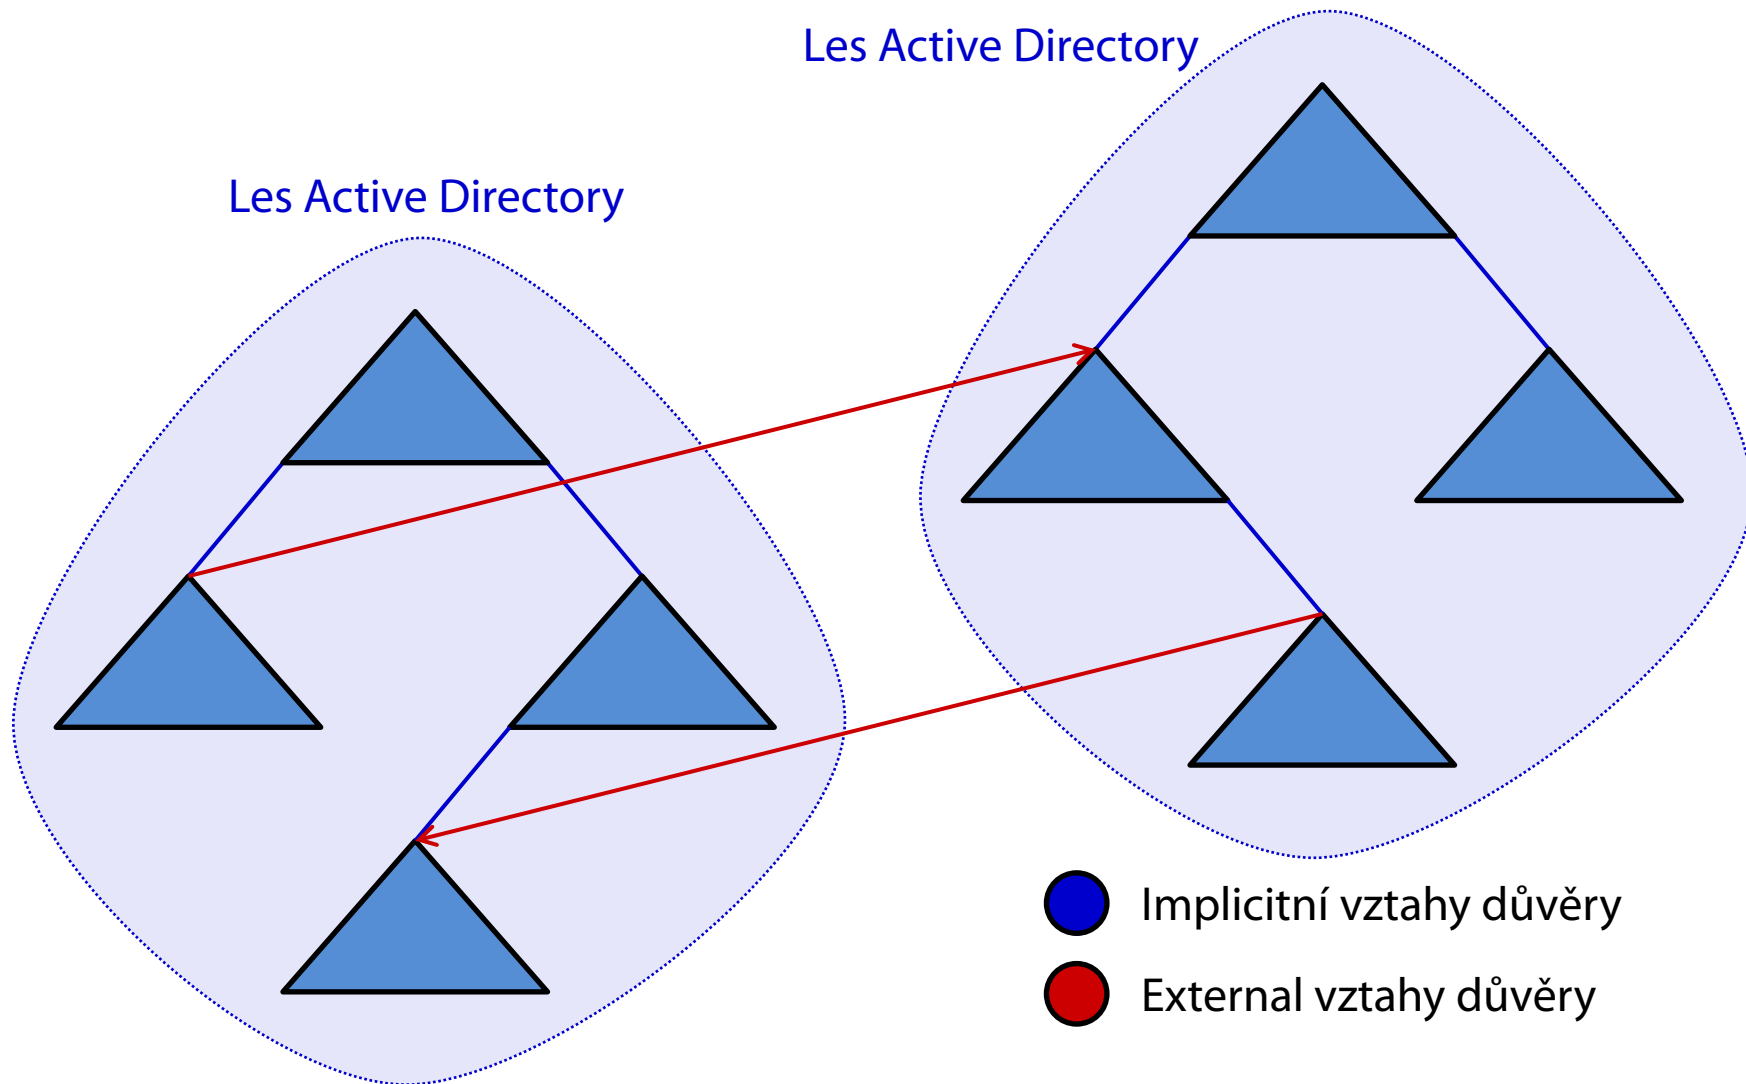 Les Active Directory
Les Active Directory
Implicitní vztahy důvěry
External vztahy důvěry